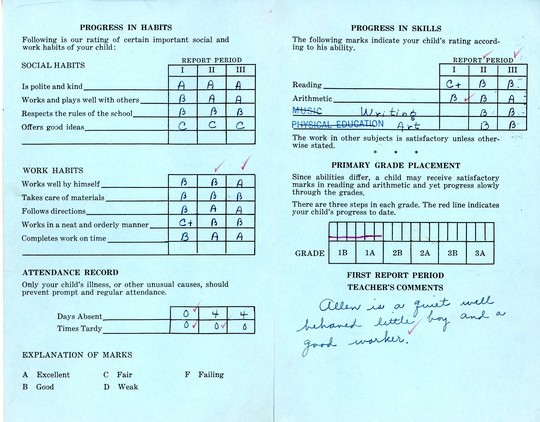 PROGRESS IN HABITS
Following is our rating of certain important social and
work habits of your child:
SOCIAL HABITS
REPORT PERIOD
I II III
Is polite and kind A A A
Works and plays well with others B A A
Respects the rules of the school B B B
Offers good ideas C C C
WORK HABITS
Works well by himself B B A
Takes care of materials B B B
Follows directions B A A
Works in a neat and orderly manner C+ B B
Completes work on time B A A
ATTENDANCE RECORD
Only your child's illness, or other unusual causes, should
prevent prompt and regular attendance.
Days Absent 0 4 4
Times Tardy 0 0 0
EXPLANATION OF MARKS
A Excellent C Fair F Failing
B Good D Weak
PROGRESS IN SKILLS
The following marks indicate your child's rating accord-
ing to his ability.
REPORT PERIOD
I II III
Reading C+ B B
Arithmetic B B A
MUSIC Writing B B
PHYSICAL EDUCATION Art B B
The work in other subjects is satisfactory unless other-
wise stated.
* * *
PRIMARY GRADE PLACEMENT
Since abilities differ, a child may receive satisfactory
marks in reading and arithmetic and yet progress slowly
through the grades.
There are three steps in each grade. The red line indicates
your child's progress to date.
GRADE 1B 1A 2B 2A 3B 3A
FIRST REPORT PERIOD
TEACHER'S COMMENTS
Allen is a quiet well
behaved little boy and a
good worker.